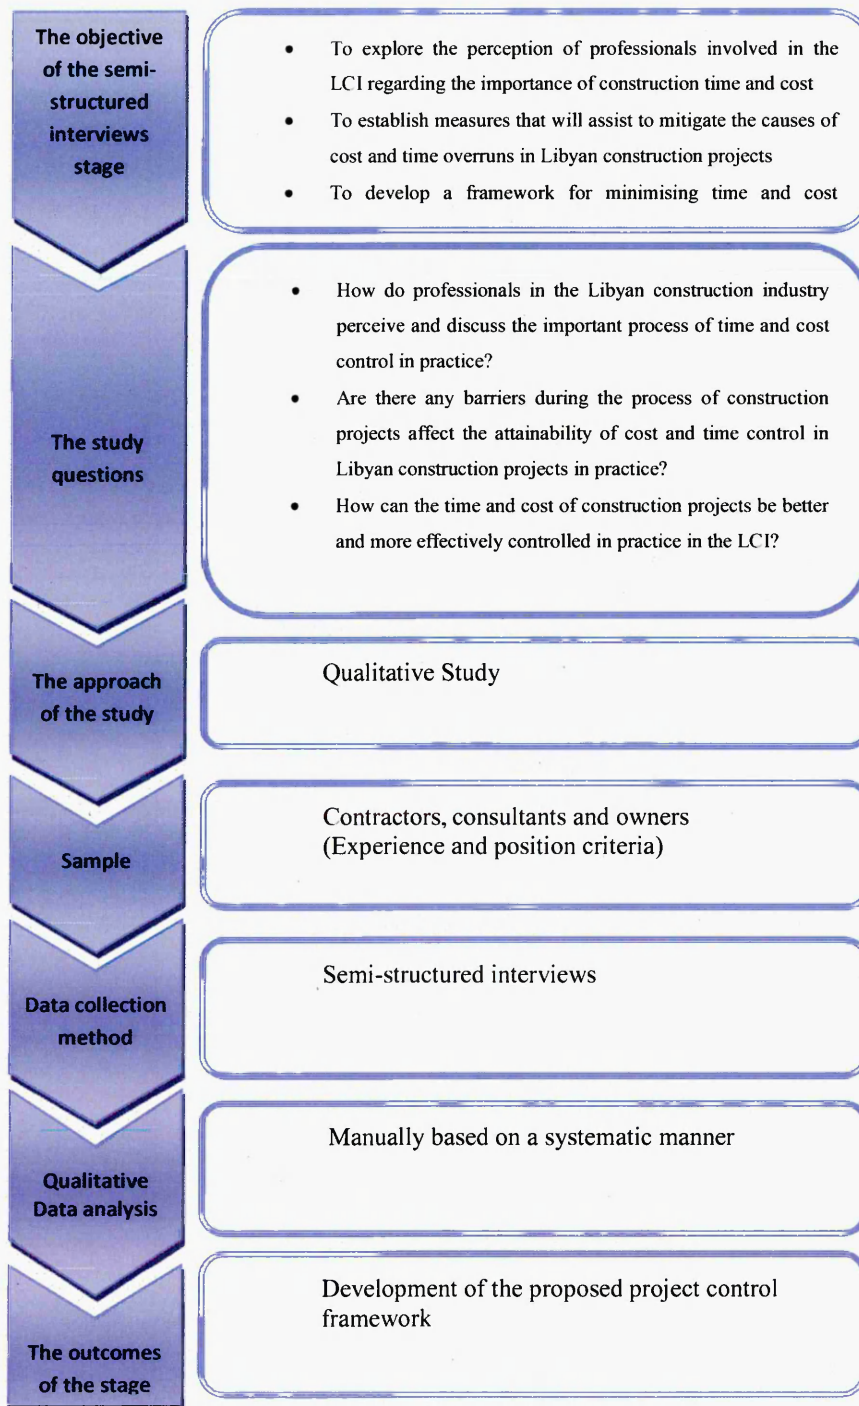 The objective
of the semi-
structured
interviews
stage
• To explore the perception of professionals involved in the
LCI regarding the importance of construction time and cost
• To establish measures that will assist to mitigate the causes of
cost and time overruns in Libyan construction projects
• To develop a framework for minimising time and cost
The study
questions
• How do professionals in the Libyan construction industry
perceive and discuss the important process of time and cost
control in practice?
• Are there any barriers during the process of construction
projects affect the attainability of cost and time control in
Libyan construction projects in practice?
• How can the time and cost of construction projects be better
and more effectively controlled in practice in the LCI?
The approach
of the study
Qualitative Study
Sample
Contractors, consultants and owners
(Experience and position criteria)
Data collection
method
Semi-structured interviews
Qualitative
Data analysis
Manually based on a systematic manner
The outcomes
of the stage
Development of the proposed project control
framework